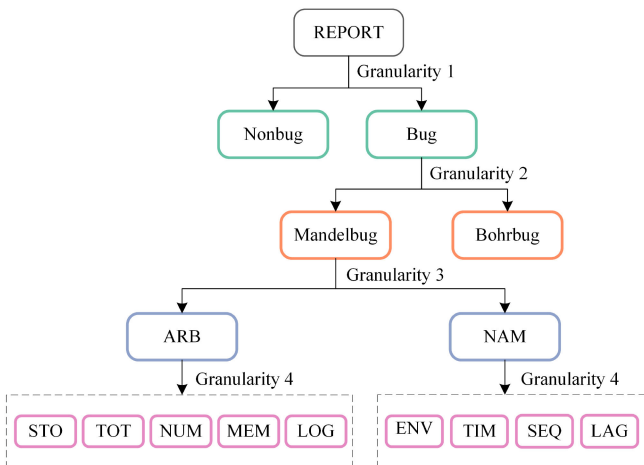 REPORT
Granularity 1
Nonbug
Bug
Granularity 2
Mandelbug
Bohrbug
Granularity 3
ARB
NAM
Granularity 4
Granularity 4
STO
TOT
NUM
MEM
LOG
ENV
TIM
SEQ
LAG